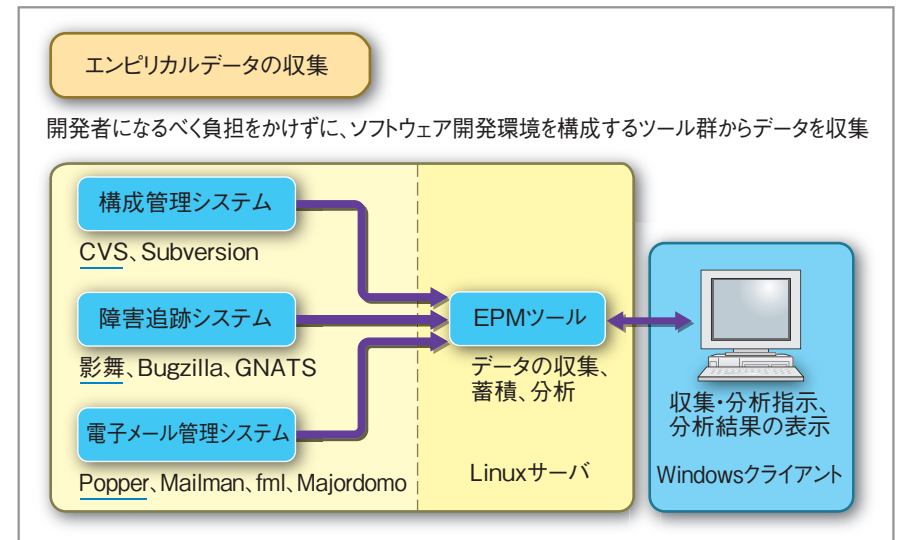 エンピリカルデータの収集
開発者になるべく負担をかけずに、ソフトウェア開発環境を構成するツール群からデータを収集
構成管理システム
CVS、Subversion
障害追跡システム
影舞、Bugzilla、GNATS
電子メール管理システム
Popper、Mailman、fml、Majordomo
EPMツール
データの収集、
蓄積、分析
Linuxサーバ
収集・分析指示、
分析結果の表示
Windowsクライアント